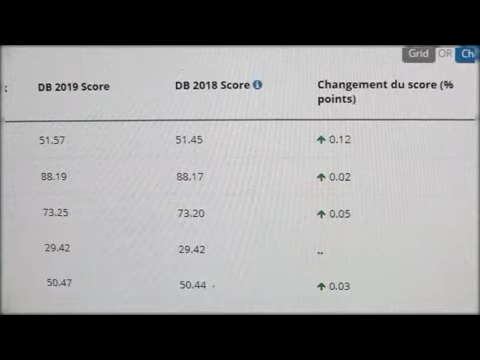 Grid OR Ch
: DB 2019 Score DB 2018 Score Changement du score (%
points)
51.57 51.45 0.12
88.19 88.17 0.02
73.25 73.20 0.05
29.42 29.42 ..
50.47 50.44 0.03